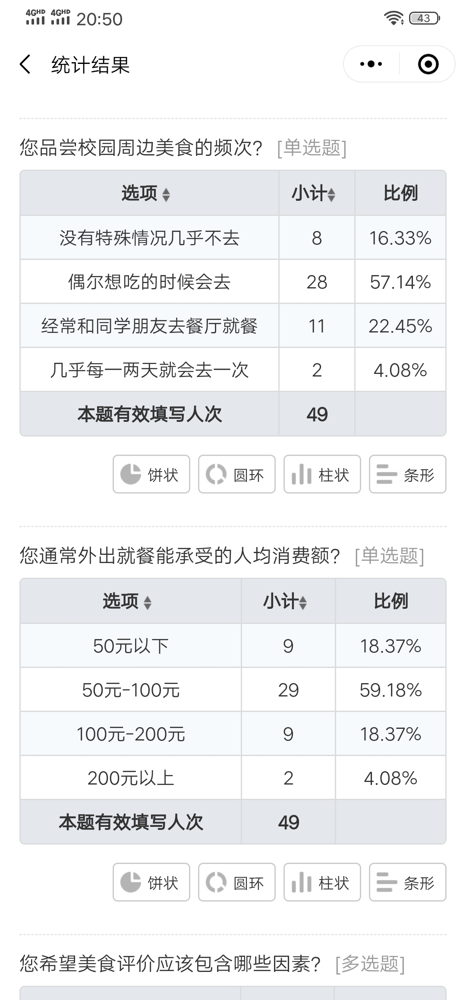 4GHD 4GHD 20:50 43
统计结果
您品尝校园周边美食的频次? [单选题]
选项 小计 比例
没有特殊情况几乎不去 8 16.33%
偶尔想吃的时候会去 28 57.14%
经常和同学朋友去餐厅就餐 11 22.45%
几乎每一两天就会去一次 2 4.08%
本题有效填写人次 49
饼状 圆环 柱状 条形
您通常外出就餐能承受的人均消费额? [单选题]
选项 小计 比例
50元以下 9 18.37%
50元-100元 29 59.18%
100元-200元 9 18.37%
200元以上 2 4.08%
本题有效填写人次 49
饼状 圆环 柱状 条形
您希望美食评价应该包含哪些因素? [多选题]